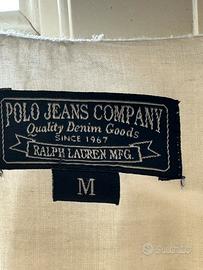 POLO JEANS COMPANY
Quality Denim Goods
SINCE 1967
RALPH LAUREN MFG.
M
Subito